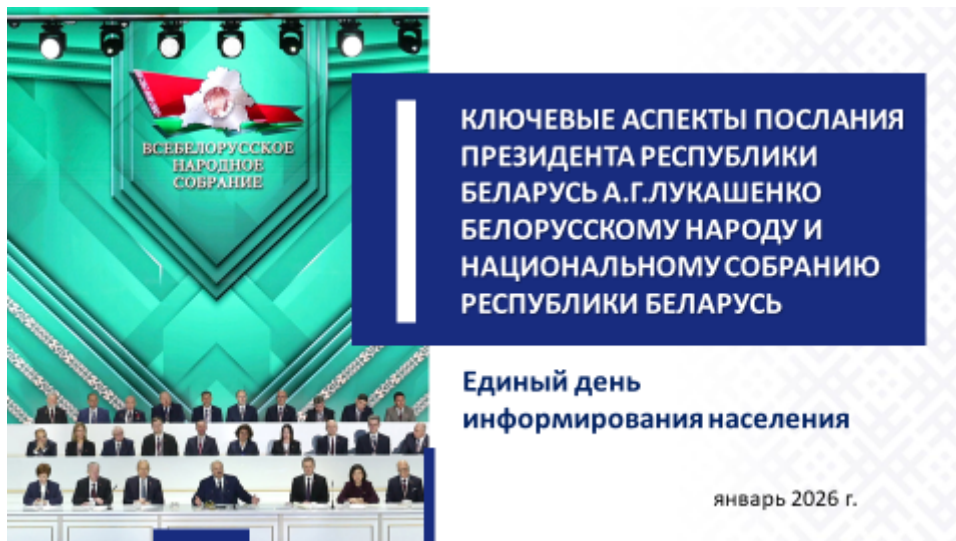 ВСЕБЕЛОРУССКОЕ
НАРОДНОЕ
СОБРАНИЕ
КЛЮЧЕВЫЕ АСПЕКТЫ ПОСЛАНИЯ
ПРЕЗИДЕНТА РЕСПУБЛИКИ
БЕЛАРУСЬ А.Г.ЛУКАШЕНКО
БЕЛОРУССКОМУ НАРОДУ И
НАЦИОНАЛЬНОМУ СОБРАНИЮ
РЕСПУБЛИКИ БЕЛАРУСЬ
Единый день
информирования населения
январь 2026 г.